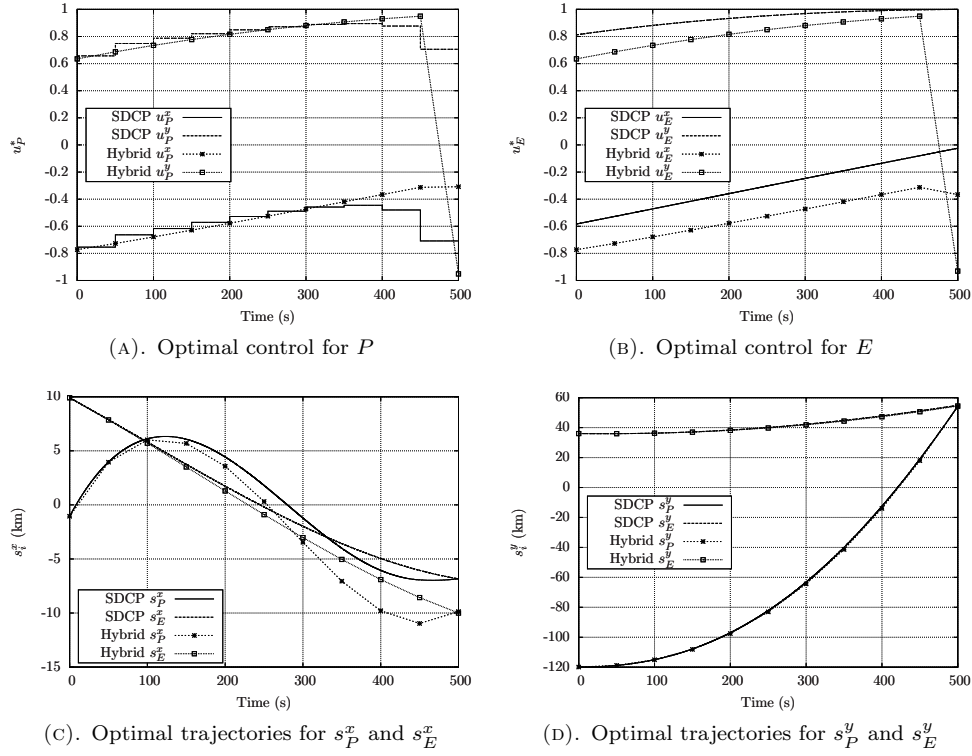 1
0.8
0.6
0.4
0.2
0
-0.2
-0.4
-0.6
-0.8
-1
u*P
SDCP u^x_P
SDCP u^y_P
Hybrid u^x_P
Hybrid u^y_P
0 100 200 300 400 500
Time (s)
(A). Optimal control for P
1
0.8
0.6
0.4
0.2
0
-0.2
-0.4
-0.6
-0.8
-1
u*E
SDCP u^x_E
SDCP u^y_E
Hybrid u^x_E
Hybrid u^y_E
0 100 200 300 400 500
Time (s)
(B). Optimal control for E
10
5
0
-5
-10
-15
s^x_i (km)
SDCP s^x_P
SDCP s^x_E
Hybrid s^x_P
Hybrid s^x_E
0 100 200 300 400 500
Time (s)
(C). Optimal trajectories for s^x_P and s^x_E
60
40
20
0
-20
-40
-60
-80
-100
-120
s^y_i (km)
SDCP s^y_P
SDCP s^y_E
Hybrid s^y_P
Hybrid s^y_E
0 100 200 300 400 500
Time (s)
(D). Optimal trajectories for s^y_P and s^y_E